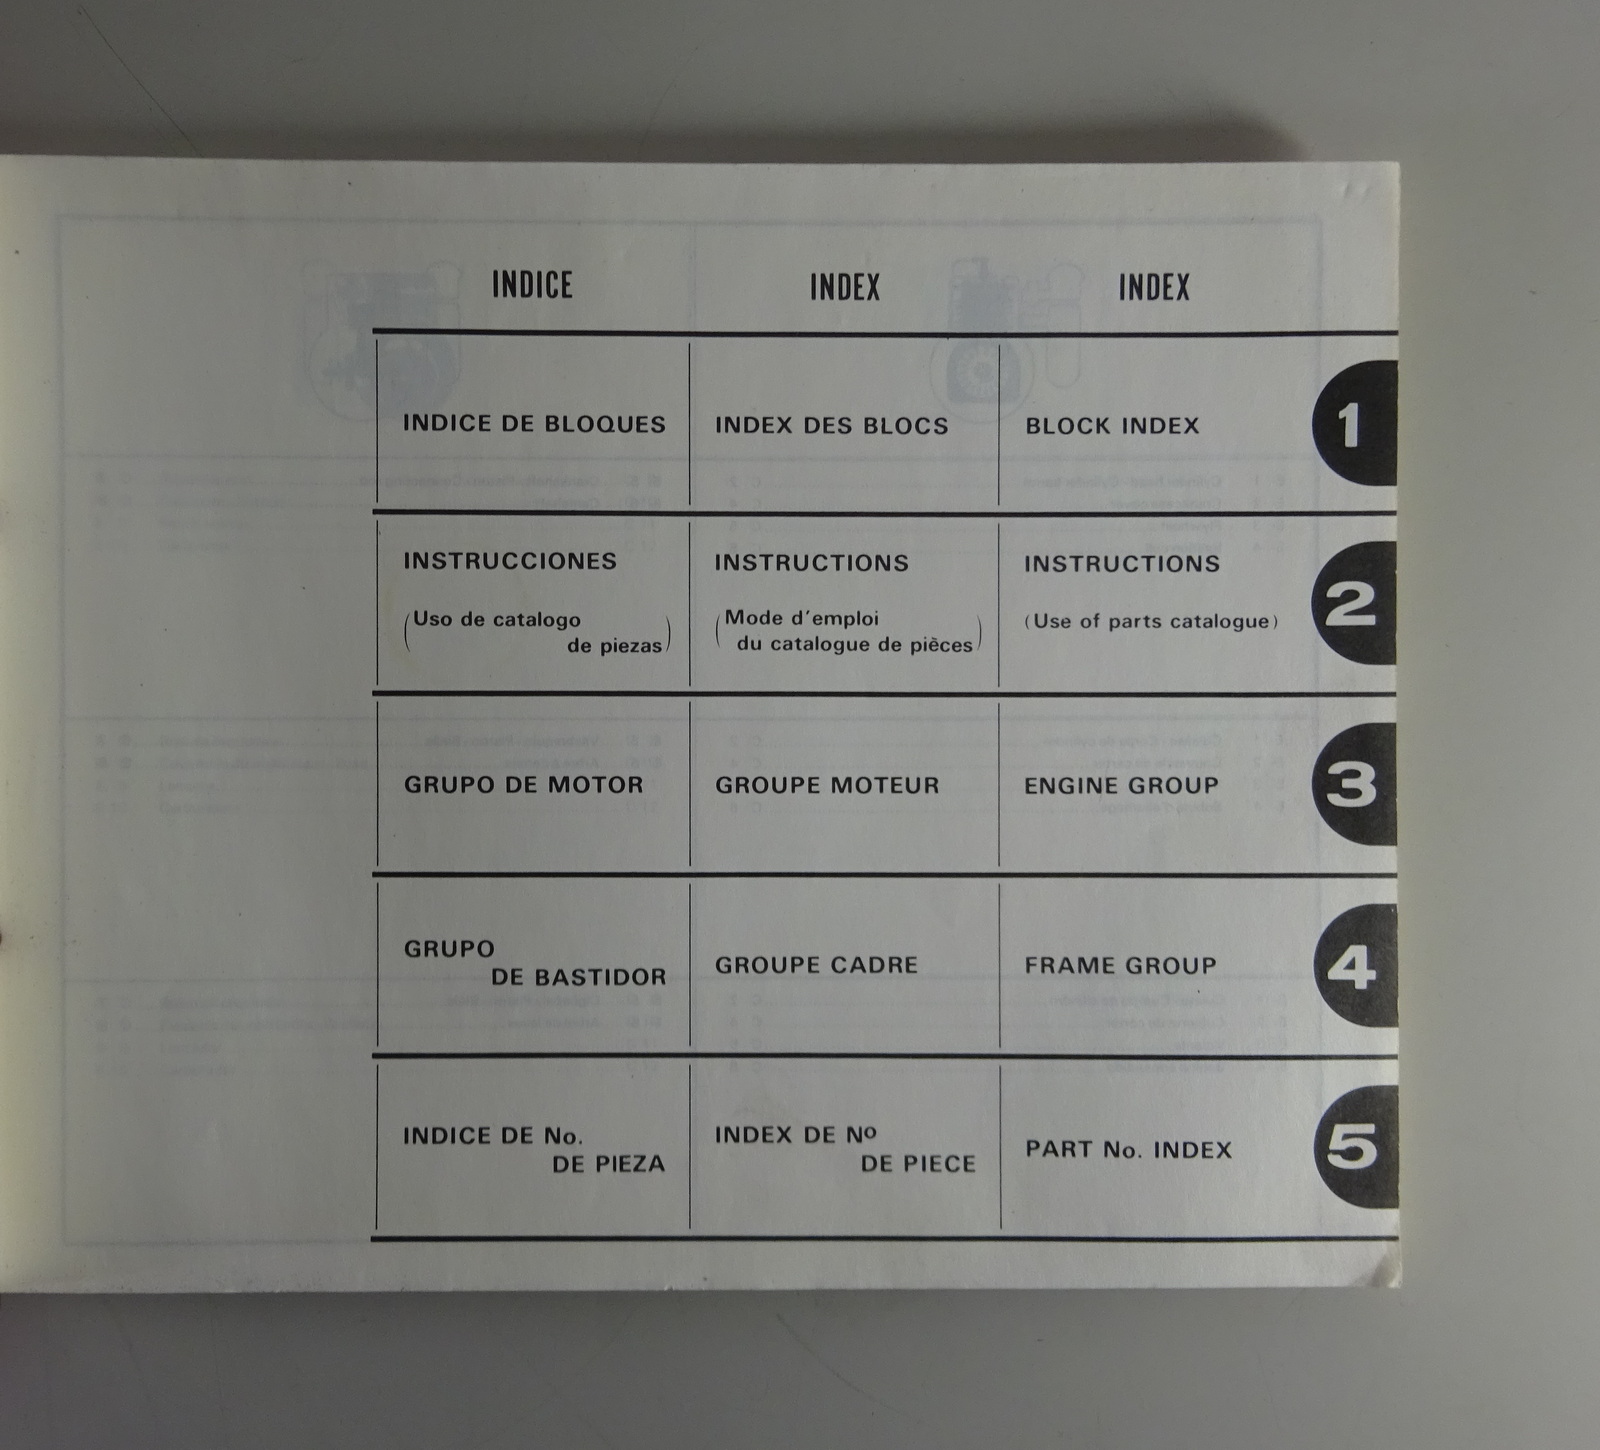 INDICE INDEX INDEX
INDICE DE BLOQUES INDEX DES BLOCS BLOCK INDEX 1
INSTRUCCIONES INSTRUCTIONS INSTRUCTIONS 2
(Uso de catalogo
de piezas)
(Mode d'emploi
du catalogue de pièces)
(Use of parts catalogue)
GRUPO DE MOTOR GROUPE MOTEUR ENGINE GROUP 3
GRUPO
DE BASTIDOR
GROUPE CADRE FRAME GROUP 4
INDICE DE No.
DE PIEZA
INDEX DE Nº
DE PIECE
PART No. INDEX 5